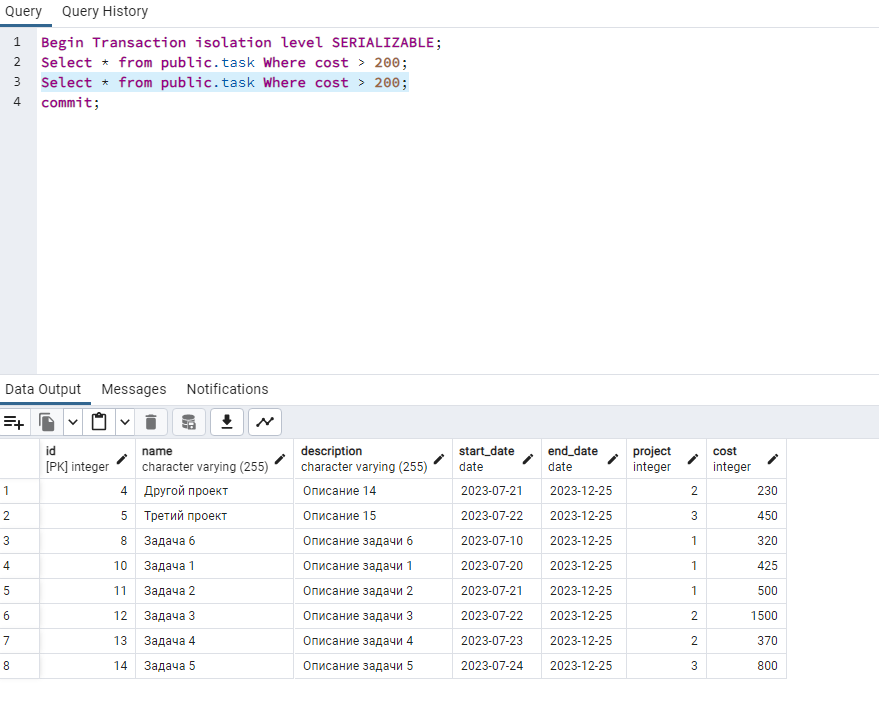 Query Query History
1 Begin Transaction isolation level SERIALIZABLE;
2 Select * from public.task Where cost > 200;
3 Select * from public.task Where cost > 200;
4 commit;
Data Output Messages Notifications
id name description start_date end_date project cost
[PK] integer character varying (255) character varying (255) date date integer integer
1 4 Другой проект Описание 14 2023-07-21 2023-12-25 2 230
2 5 Третий проект Описание 15 2023-07-22 2023-12-25 3 450
3 8 Задача 6 Описание задачи 6 2023-07-10 2023-12-25 1 320
4 10 Задача 1 Описание задачи 1 2023-07-20 2023-12-25 1 425
5 11 Задача 2 Описание задачи 2 2023-07-21 2023-12-25 1 500
6 12 Задача 3 Описание задачи 3 2023-07-22 2023-12-25 2 1500
7 13 Задача 4 Описание задачи 4 2023-07-23 2023-12-25 2 370
8 14 Задача 5 Описание задачи 5 2023-07-24 2023-12-25 3 800